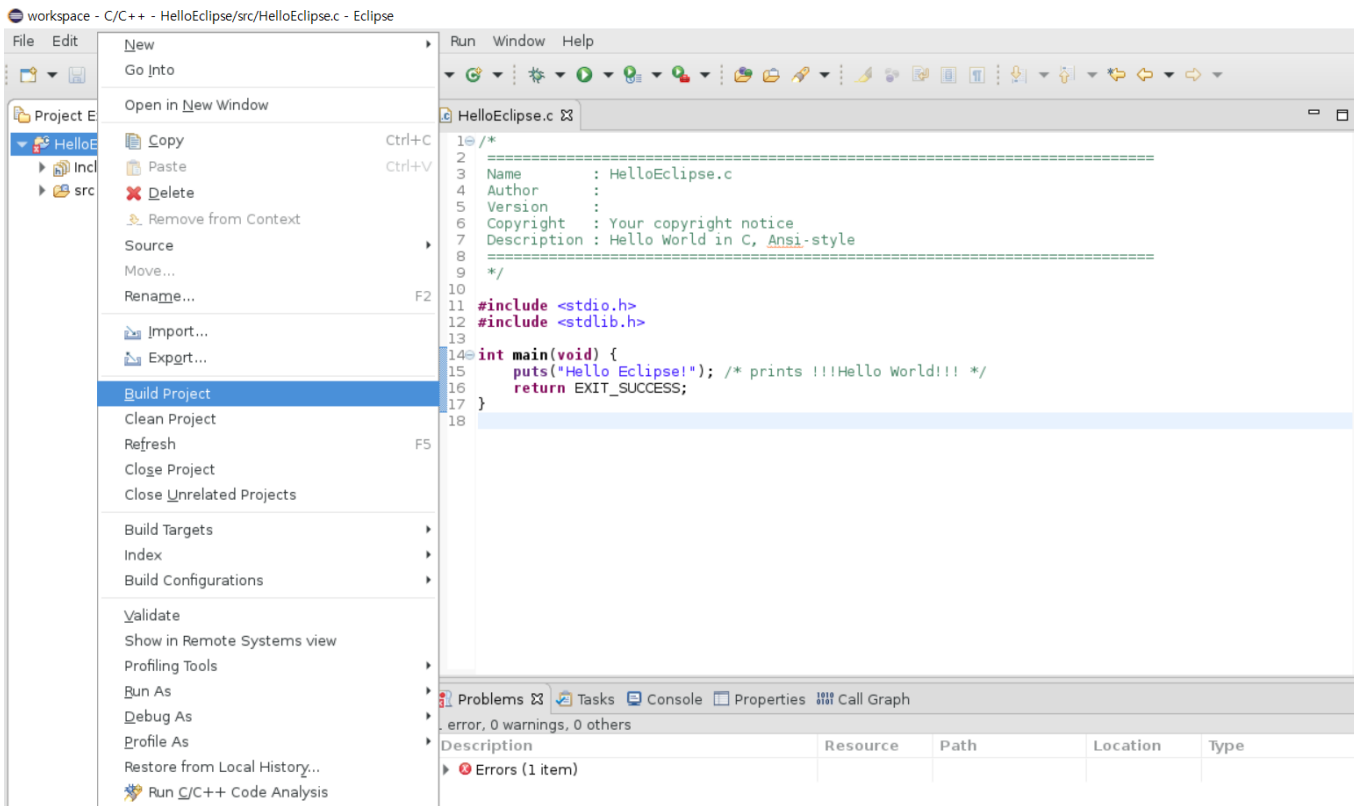 workspace - C/C++ - HelloEclipse/src/HelloEclipse.c - Eclipse
File Edit Run Window Help
Project E
HelloE
Incl
src
New
Go Into
Open in New Window
Copy Ctrl+C
Paste Ctrl+V
Delete
Remove from Context
Source
Move...
Rename... F2
Import...
Export...
Build Project
Clean Project
Refresh F5
Close Project
Close Unrelated Projects
Build Targets
Index
Build Configurations
Validate
Show in Remote Systems view
Profiling Tools
Run As
Debug As
Profile As
Restore from Local History...
Run C/C++ Code Analysis
HelloEclipse.c
1 /*
2 ============================================================================
3 Name : HelloEclipse.c
4 Author :
5 Version :
6 Copyright : Your copyright notice
7 Description : Hello World in C, Ansi-style
8 ============================================================================
9 */
10
11 #include <stdio.h>
12 #include <stdlib.h>
13
14 int main(void) {
15 puts("Hello Eclipse!"); /* prints !!!Hello World!!! */
16 return EXIT_SUCCESS;
17 }
18
Problems Tasks Console Properties Call Graph
error, 0 warnings, 0 others
Description Resource Path Location Type
Errors (1 item)